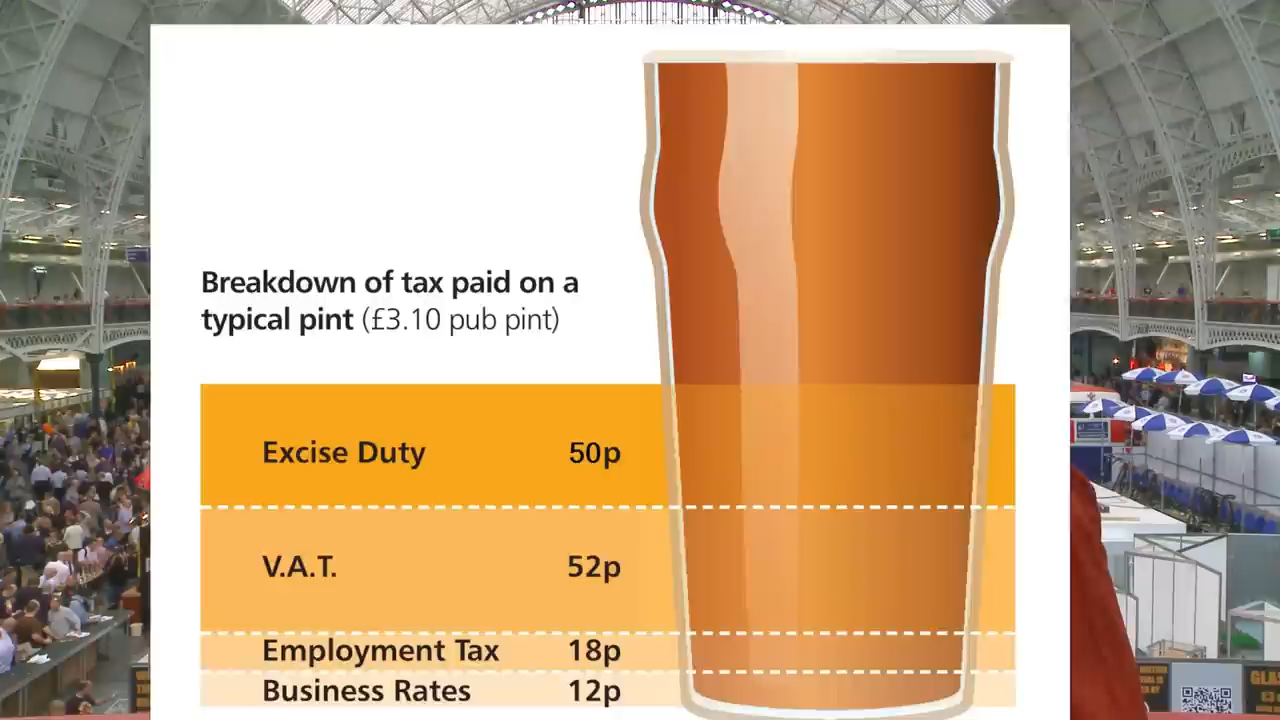 Breakdown of tax paid on a
typical pint (£3.10 pub pint)
Excise Duty 50p
V.A.T. 52p
Employment Tax 18p
Business Rates 12p